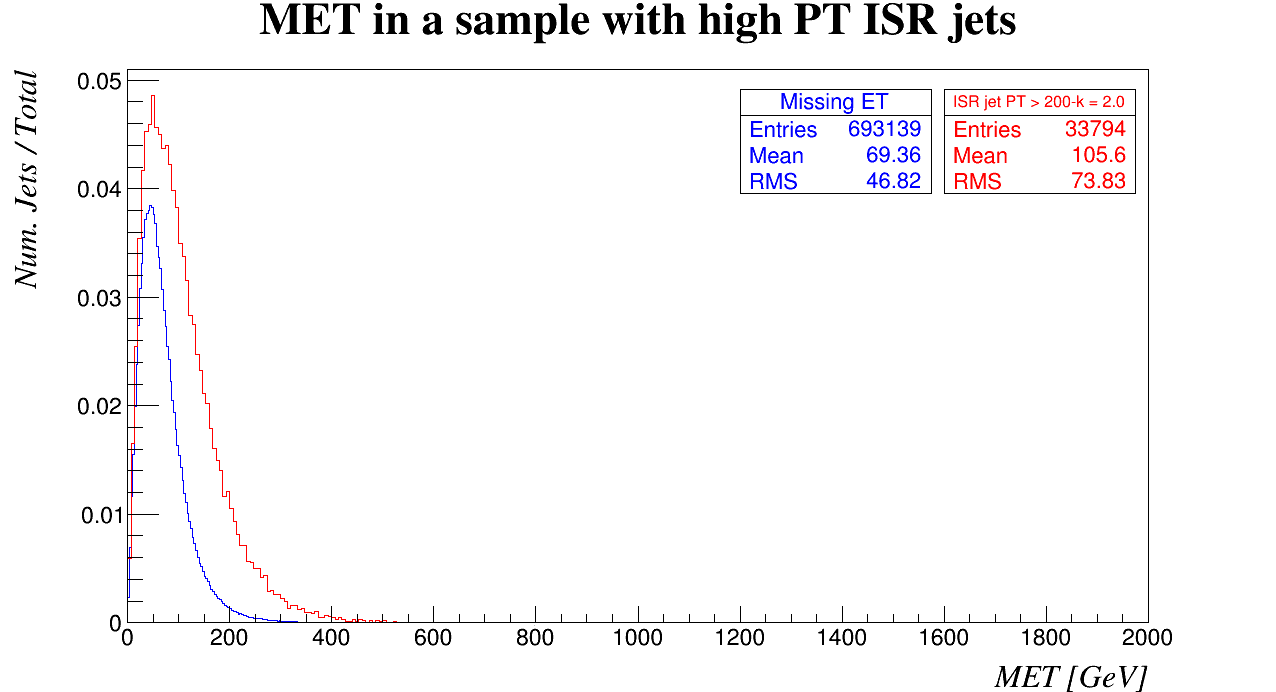 MET in a sample with high PT ISR jets
Num. Jets / Total
0.05
0.04
0.03
0.02
0.01
0
Missing ET
Entries 693139
Mean 69.36
RMS 46.82
ISR jet PT > 200-k = 2.0
Entries 33794
Mean 105.6
RMS 73.83
0 200 400 600 800 1000 1200 1400 1600 1800 2000
MET [GeV]